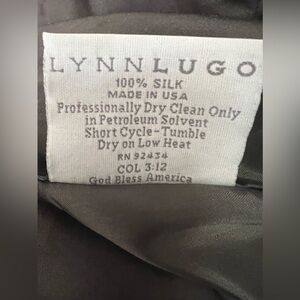 LYNNLUGO
100% SILK
MADE IN USA
Professionally Dry Clean Only
in Petroleum Solvent
Short Cycle-Tumble
Dry on Low Heat
RN 92434
COL 3:12
God Bless America